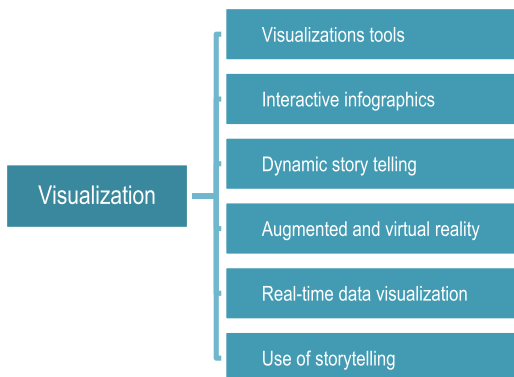 Visualization
Visualizations tools
Interactive infographics
Dynamic story telling
Augmented and virtual reality
Real-time data visualization
Use of storytelling